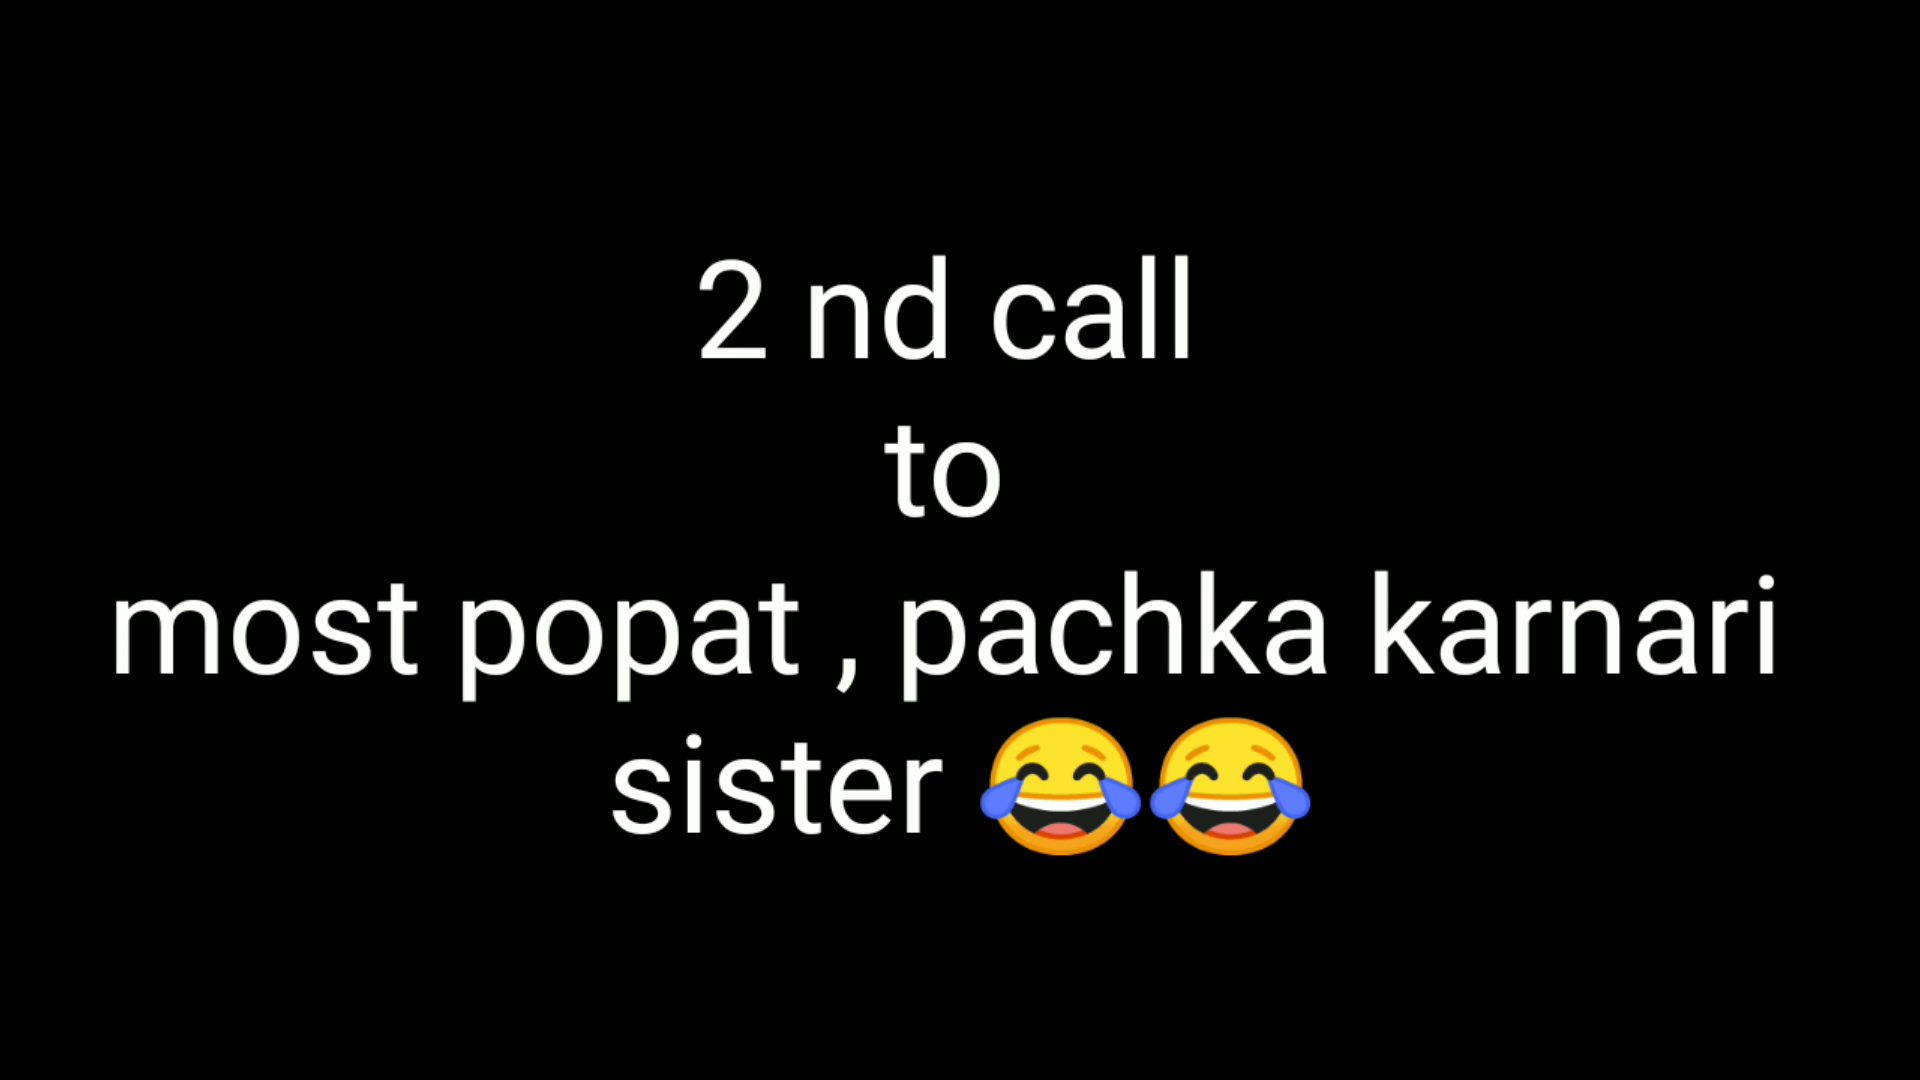 2 nd call
to
most popat , pachka karnari
sister 😂😂